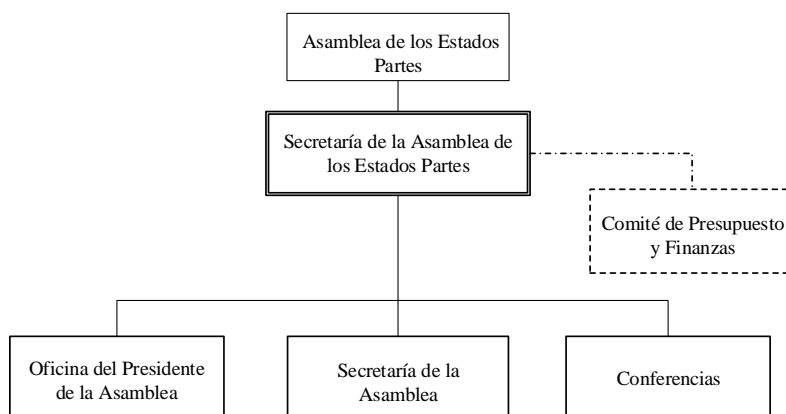 Asamblea de los Estados
Partes
Secretaría de la Asamblea de
los Estados Partes
Comité de Presupuesto
y Finanzas
Oficina del Presidente
de la Asamblea
Secretaría de la
Asamblea
Conferencias